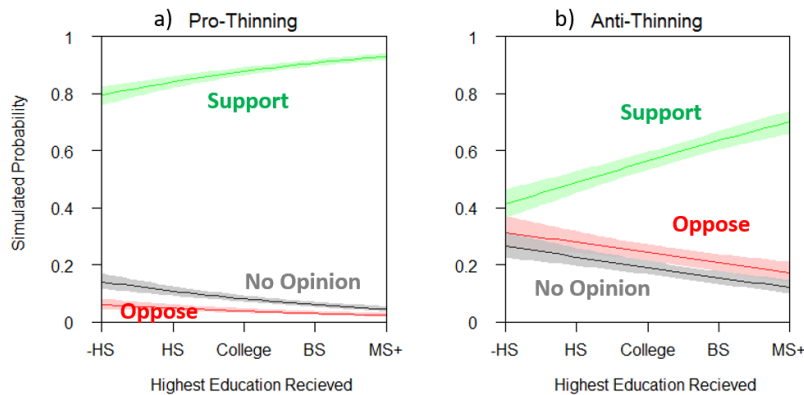 a) Pro-Thinning
b) Anti-Thinning
Simulated Probability
1
0.8
0.6
0.4
0.2
0
Support
No Opinion
Oppose
-HS HS College BS MS+
Highest Education Recieved
1
0.8
0.6
0.4
0.2
0
Support
Oppose
No Opinion
-HS HS College BS MS+
Highest Education Recieved